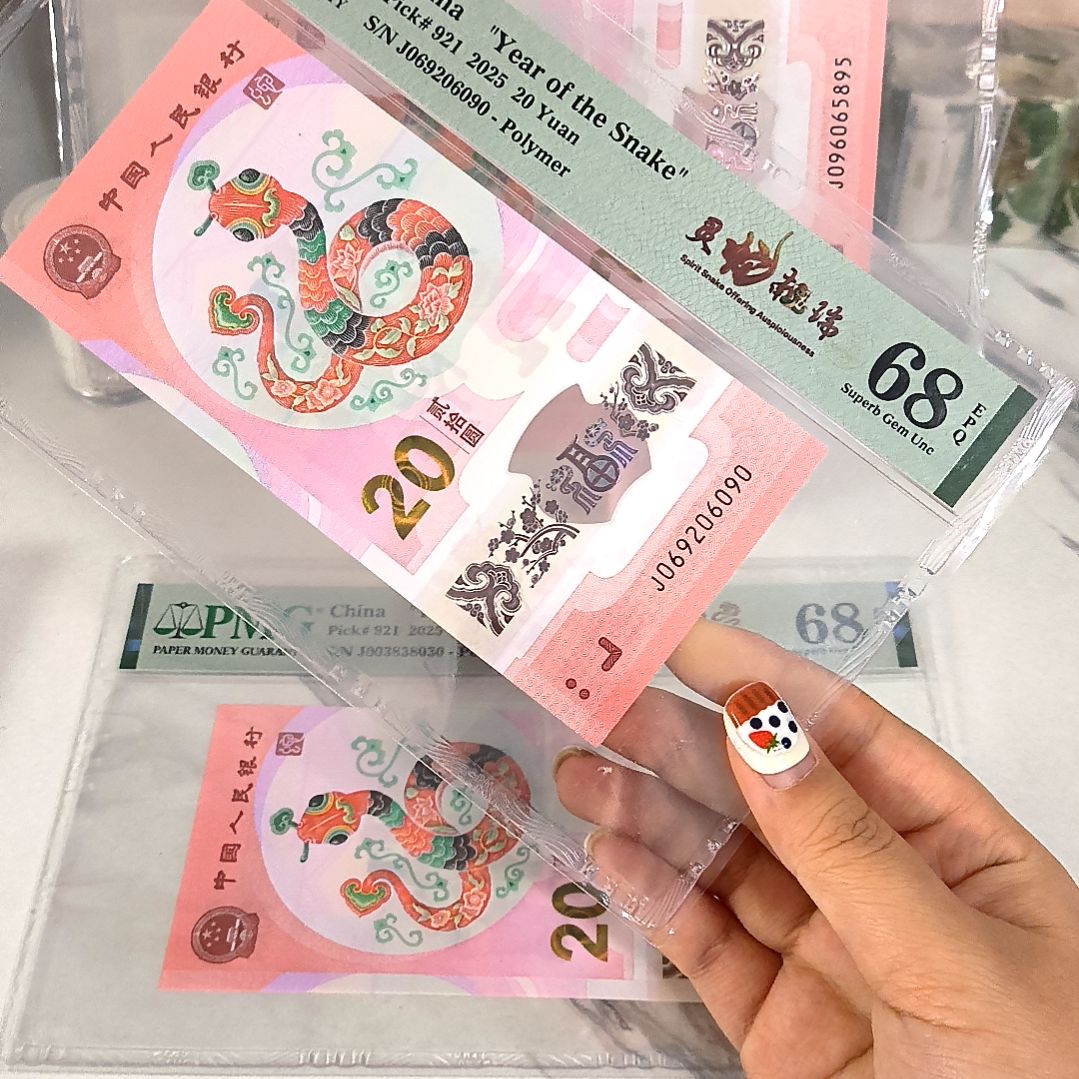 "Year of the Snake"
Pick# 921 2025 20 Yuan
S/N J069206090 - Polymer
灵蛇献瑞
Spirit Snake Offering Auspiciousness
68 EPQ
Superb Gem Unc
中国人民银行
贰拾圆
20
福
J069206090
J096065895
PMG
China
Pick# 921 2025
S/N J003838030 - P
PAPER MONEY
68
中国人民银行
20